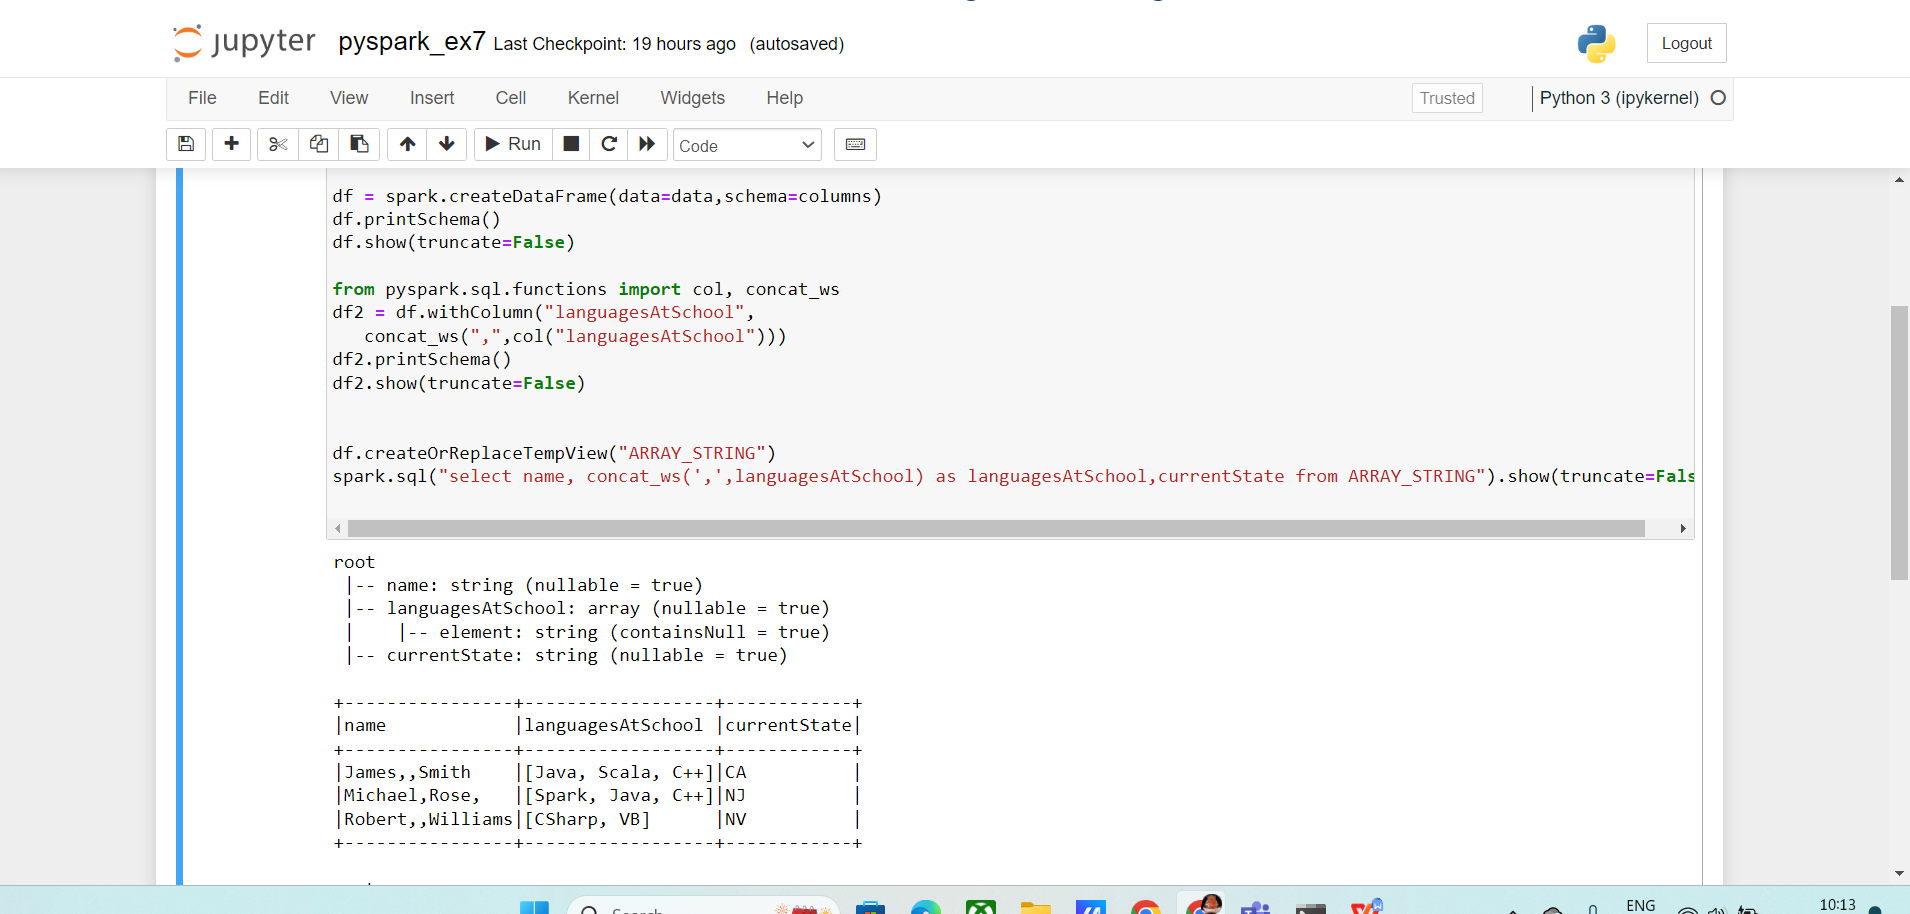 jupyter pyspark_ex7 Last Checkpoint: 19 hours ago (autosaved)
Logout
File Edit View Insert Cell Kernel Widgets Help
Trusted
Python 3 (ipykernel)
Run
Code
df = spark.createDataFrame(data=data,schema=columns)
df.printSchema()
df.show(truncate=False)
from pyspark.sql.functions import col, concat_ws
df2 = df.withColumn("languagesAtSchool",
   concat_ws(",",col("languagesAtSchool")))
df2.printSchema()
df2.show(truncate=False)
df.createOrReplaceTempView("ARRAY_STRING")
spark.sql("select name, concat_ws(',',languagesAtSchool) as languagesAtSchool,currentState from ARRAY_STRING").show(truncate=Fals
root
 |-- name: string (nullable = true)
 |-- languagesAtSchool: array (nullable = true)
 |    |-- element: string (containsNull = true)
 |-- currentState: string (nullable = true)
+----------------+------------------+------------+
|name            |languagesAtSchool |currentState|
+----------------+------------------+------------+
|James,,Smith    |[Java, Scala, C++]|CA          |
|Michael,Rose,   |[Spark, Java, C++]|NJ          |
|Robert,,Williams|[CSharp, VB]      |NV          |
+----------------+------------------+------------+
Search
ENG
10:13